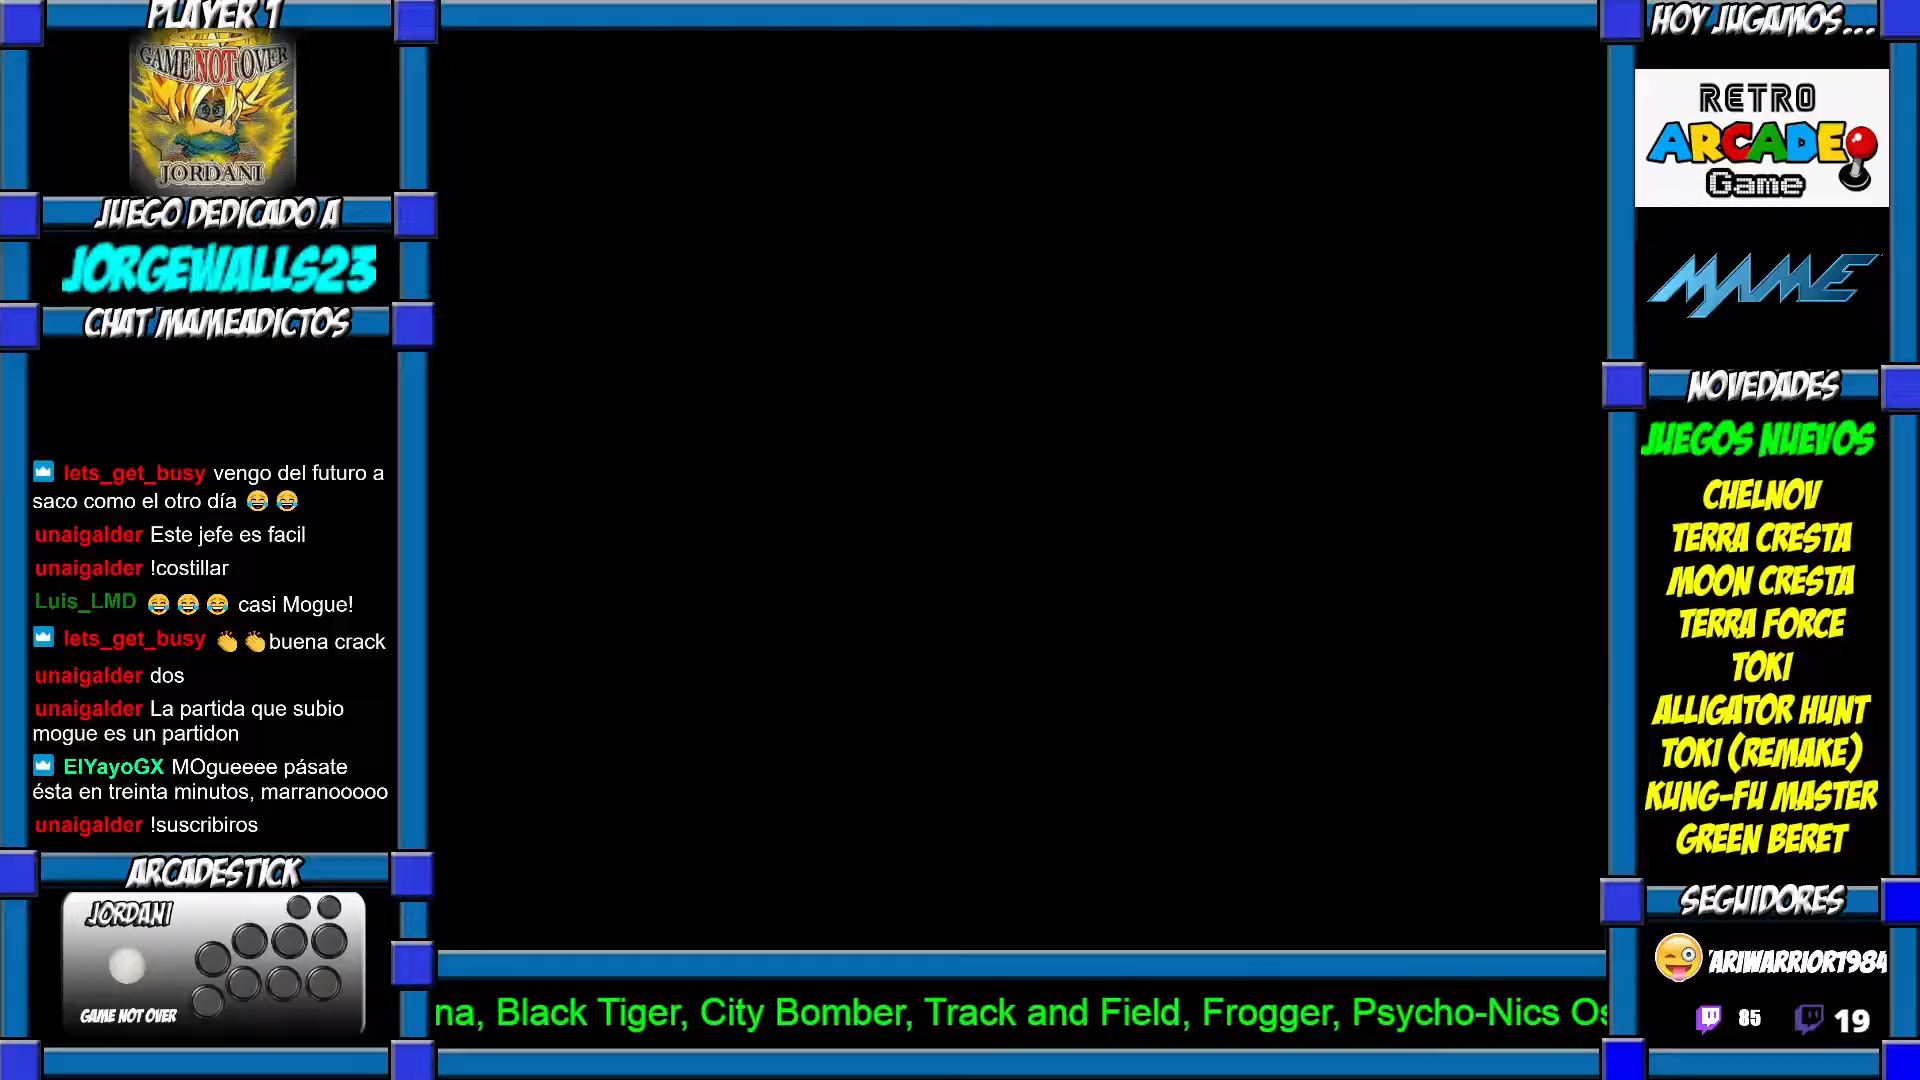 PLAYER 1
GAME NOT OVER
JORDANI
JUEGO DEDICADO A
JORGEWALLS23
CHAT MAMEADICTOS
lets_get_busy vengo del futuro a
saco como el otro día 😂 😂
unaigalder Este jefe es facil
unaigalder !costillar
Luis_LMD 😂 😂 😂 casi Mogue!
lets_get_busy 👏 👏 buena crack
unaigalder dos
unaigalder La partida que subio
mogue es un partidon
ElYayoGX MOgueeee pásate
ésta en treinta minutos, marranooooo
unaigalder !suscribiros
ARCADESTICK
JORDANI
GAME NOT OVER
na, Black Tiger, City Bomber, Track and Field, Frogger, Psycho-Nics Os
HOY JUGAMOS...
RETRO
ARCADE
Game
MAME
NOVEDADES
JUEGOS NUEVOS
CHELNOV
TERRA CRESTA
MOON CRESTA
TERRA FORCE
TOKI
ALLIGATOR HUNT
TOKI (REMAKE)
KUNG-FU MASTER
GREEN BERET
SEGUIDORES
ARIWARRIOR1984
85
19